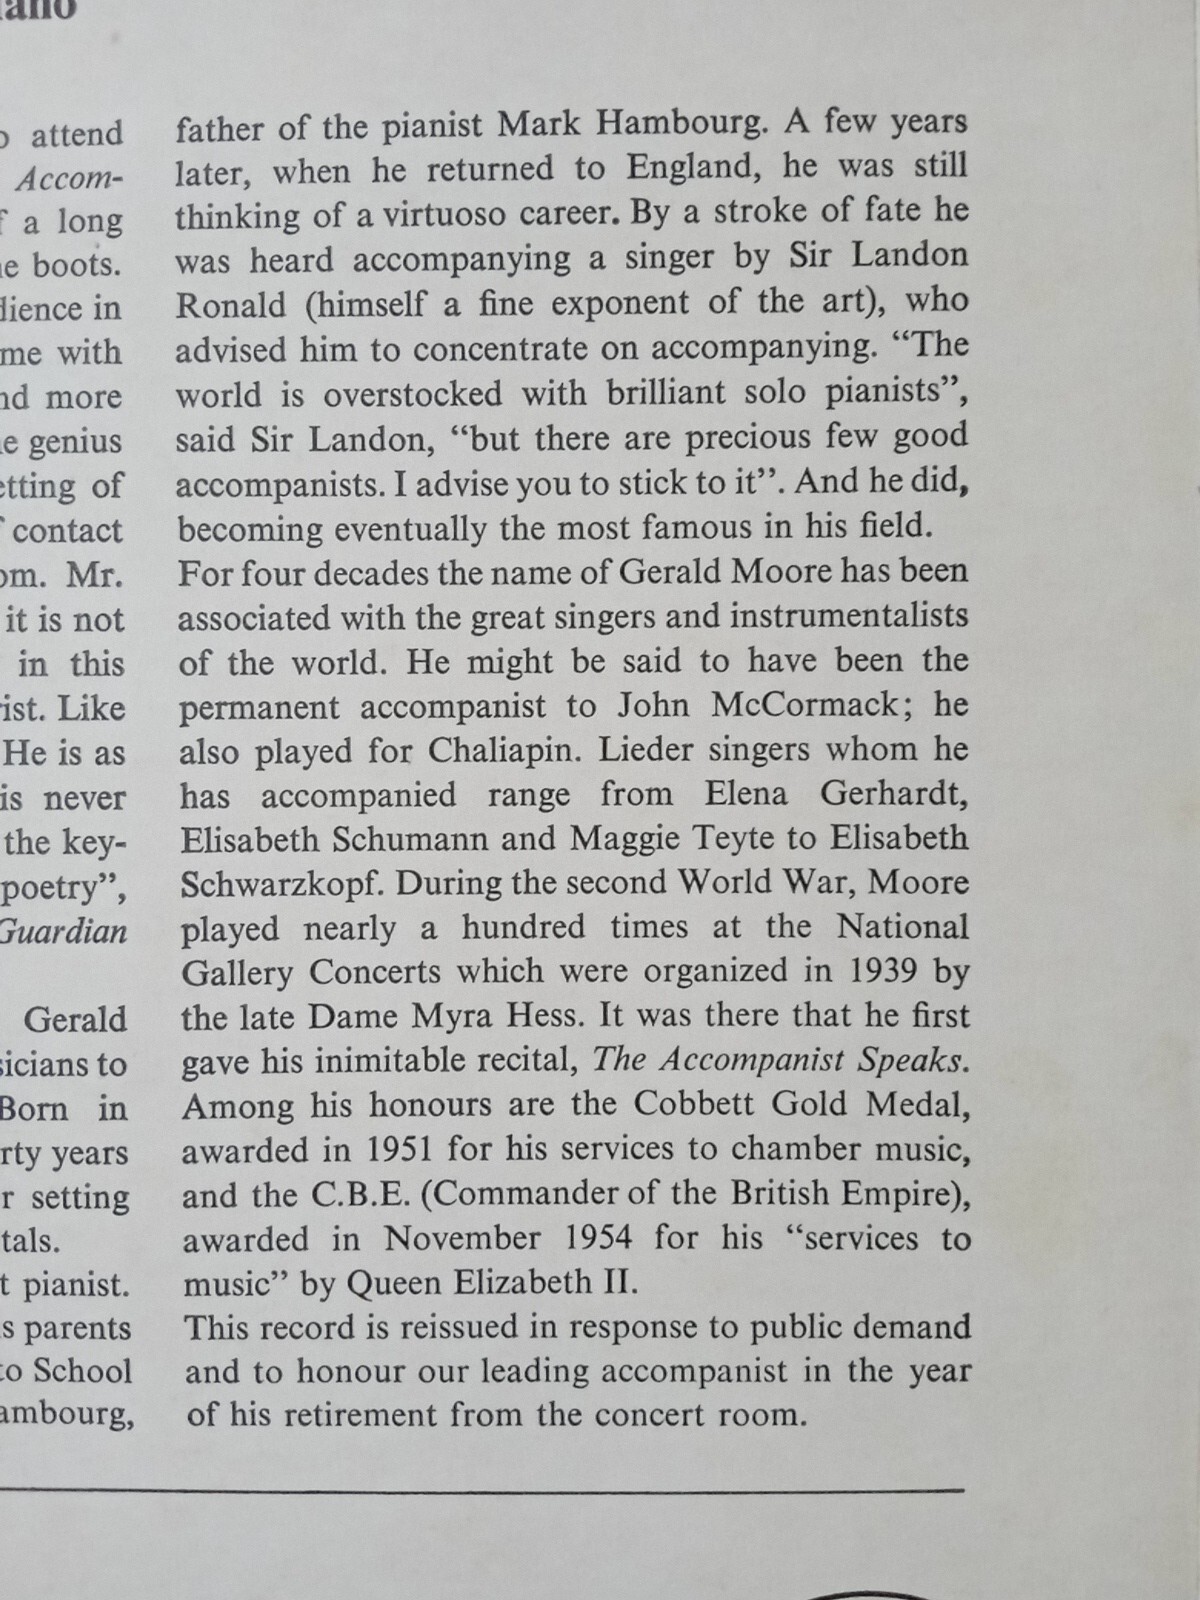 attend
Accom-
a long
boots.
in
me with
more
genius
of
contact
Mr.
it is not
in this
Like
He is as
is never
the key-
poetry”,
Guardian
Gerald
to
Born in
years
setting
pianist.
parents
to School
father of the pianist Mark Hambourg. A few years
later, when he returned to England, he was still
thinking of a virtuoso career. By a stroke of fate he
was heard accompanying a singer by Sir Landon
Ronald (himself a fine exponent of the art), who
advised him to concentrate on accompanying. “The
world is overstocked with brilliant solo pianists”,
said Sir Landon, “but there are precious few good
accompanists. I advise you to stick to it”. And he did,
becoming eventually the most famous in his field.
For four decades the name of Gerald Moore has been
associated with the great singers and instrumentalists
of the world. He might be said to have been the
permanent accompanist to John McCormack; he
also played for Chaliapin. Lieder singers whom he
has accompanied range from Elena Gerhardt,
Elisabeth Schumann and Maggie Teyte to Elisabeth
Schwarzkopf. During the second World War, Moore
played nearly a hundred times at the National
Gallery Concerts which were organized in 1939 by
the late Dame Myra Hess. It was there that he first
gave his inimitable recital, The Accompanist Speaks.
Among his honours are the Cobbett Gold Medal,
awarded in 1951 for his services to chamber music,
and the C.B.E. (Commander of the British Empire),
awarded in November 1954 for his “services to
music” by Queen Elizabeth II.
This record is reissued in response to public demand
and to honour our leading accompanist in the year
of his retirement from the concert room.